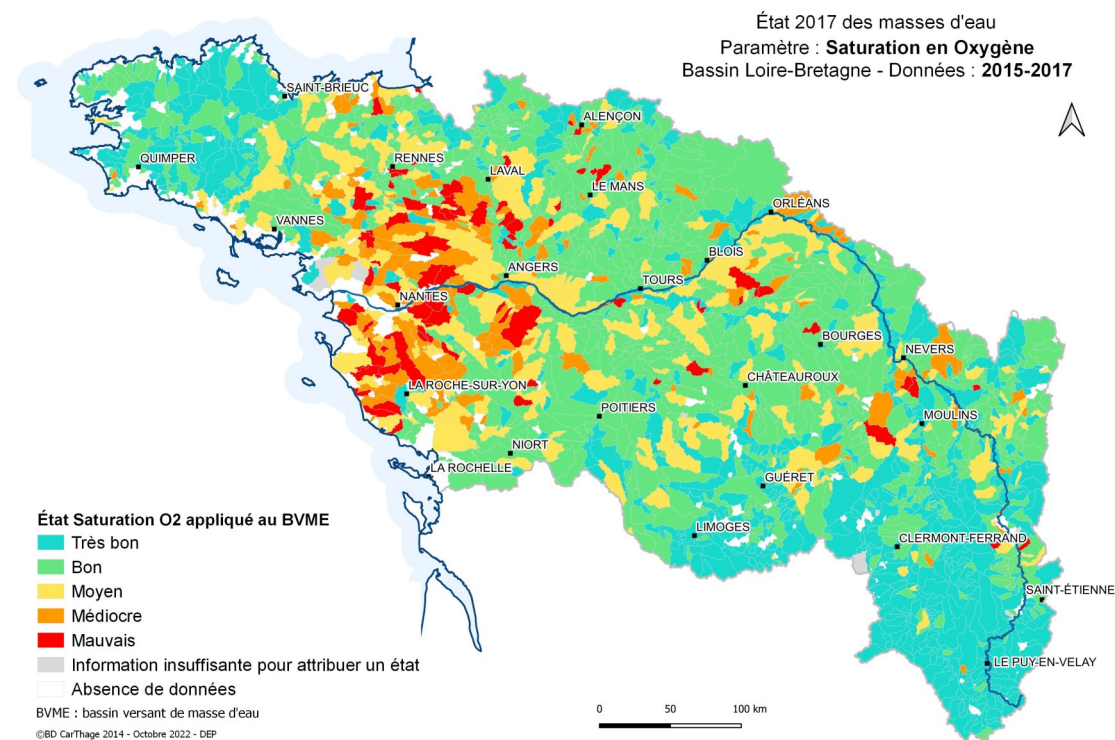 État 2017 des masses d'eau
Paramètre : Saturation en Oxygène
Bassin Loire-Bretagne - Données : 2015-2017
SAINT-BRIEUC
ALENÇON
QUIMPER
RENNES
LAVAL
LE MANS
ORLÉANS
VANNES
BLOIS
ANGERS
TOURS
NANTES
BOURGES
NEVERS
LA ROCHE-SUR-YON
CHÂTEAUROUX
POITIERS
MOULINS
NIORT
LA ROCHELLE
GUÉRET
LIMOGES
CLERMONT-FERRAND
SAINT-ÉTIENNE
LE PUY-EN-VELAY
État Saturation O2 appliqué au BVME
Très bon
Bon
Moyen
Médiocre
Mauvais
Information insuffisante pour attribuer un état
Absence de données
BVME : bassin versant de masse d'eau
©BD CarThage 2014 - Octobre 2022 - DEP
0 50 100 km